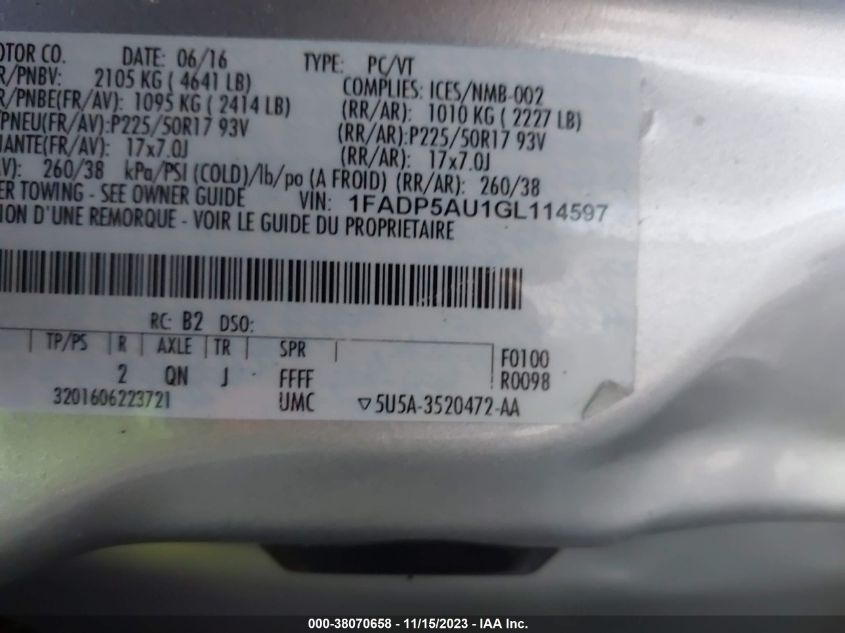 OTOR CO. DATE: 06/16 TYPE: PC/VT
R/PNBV: 2105 KG ( 4641 LB) COMPLIES: ICES/NMB-002
R/PNBE(FR/AV): 1095 KG ( 2414 LB) (RR/AR): 1010 KG ( 2227 LB)
/PNEU(FR/AV):P225/50R17 93V (RR/AR):P225/50R17 93V
JANTE(FR/AV): 17x7.0J (RR/AR): 17x7.0J
V): 260/38 kPa/PSI (COLD)/lb/po (A FROID) (RR/AR): 260/38
ER TOWING - SEE OWNER GUIDE VIN: 1FADP5AU1GL114597
ION D'UNE REMORQUE - VOIR LE GUIDE DU PROPRIETAIRE
RC: B2 DSO:
TP/PS R AXLE TR SPR F0100
2 QN J FFFF R0098
3201606223721 UMC ▽5U5A-3520472-AA
000-38070658 - 11/15/2023 - IAA Inc.